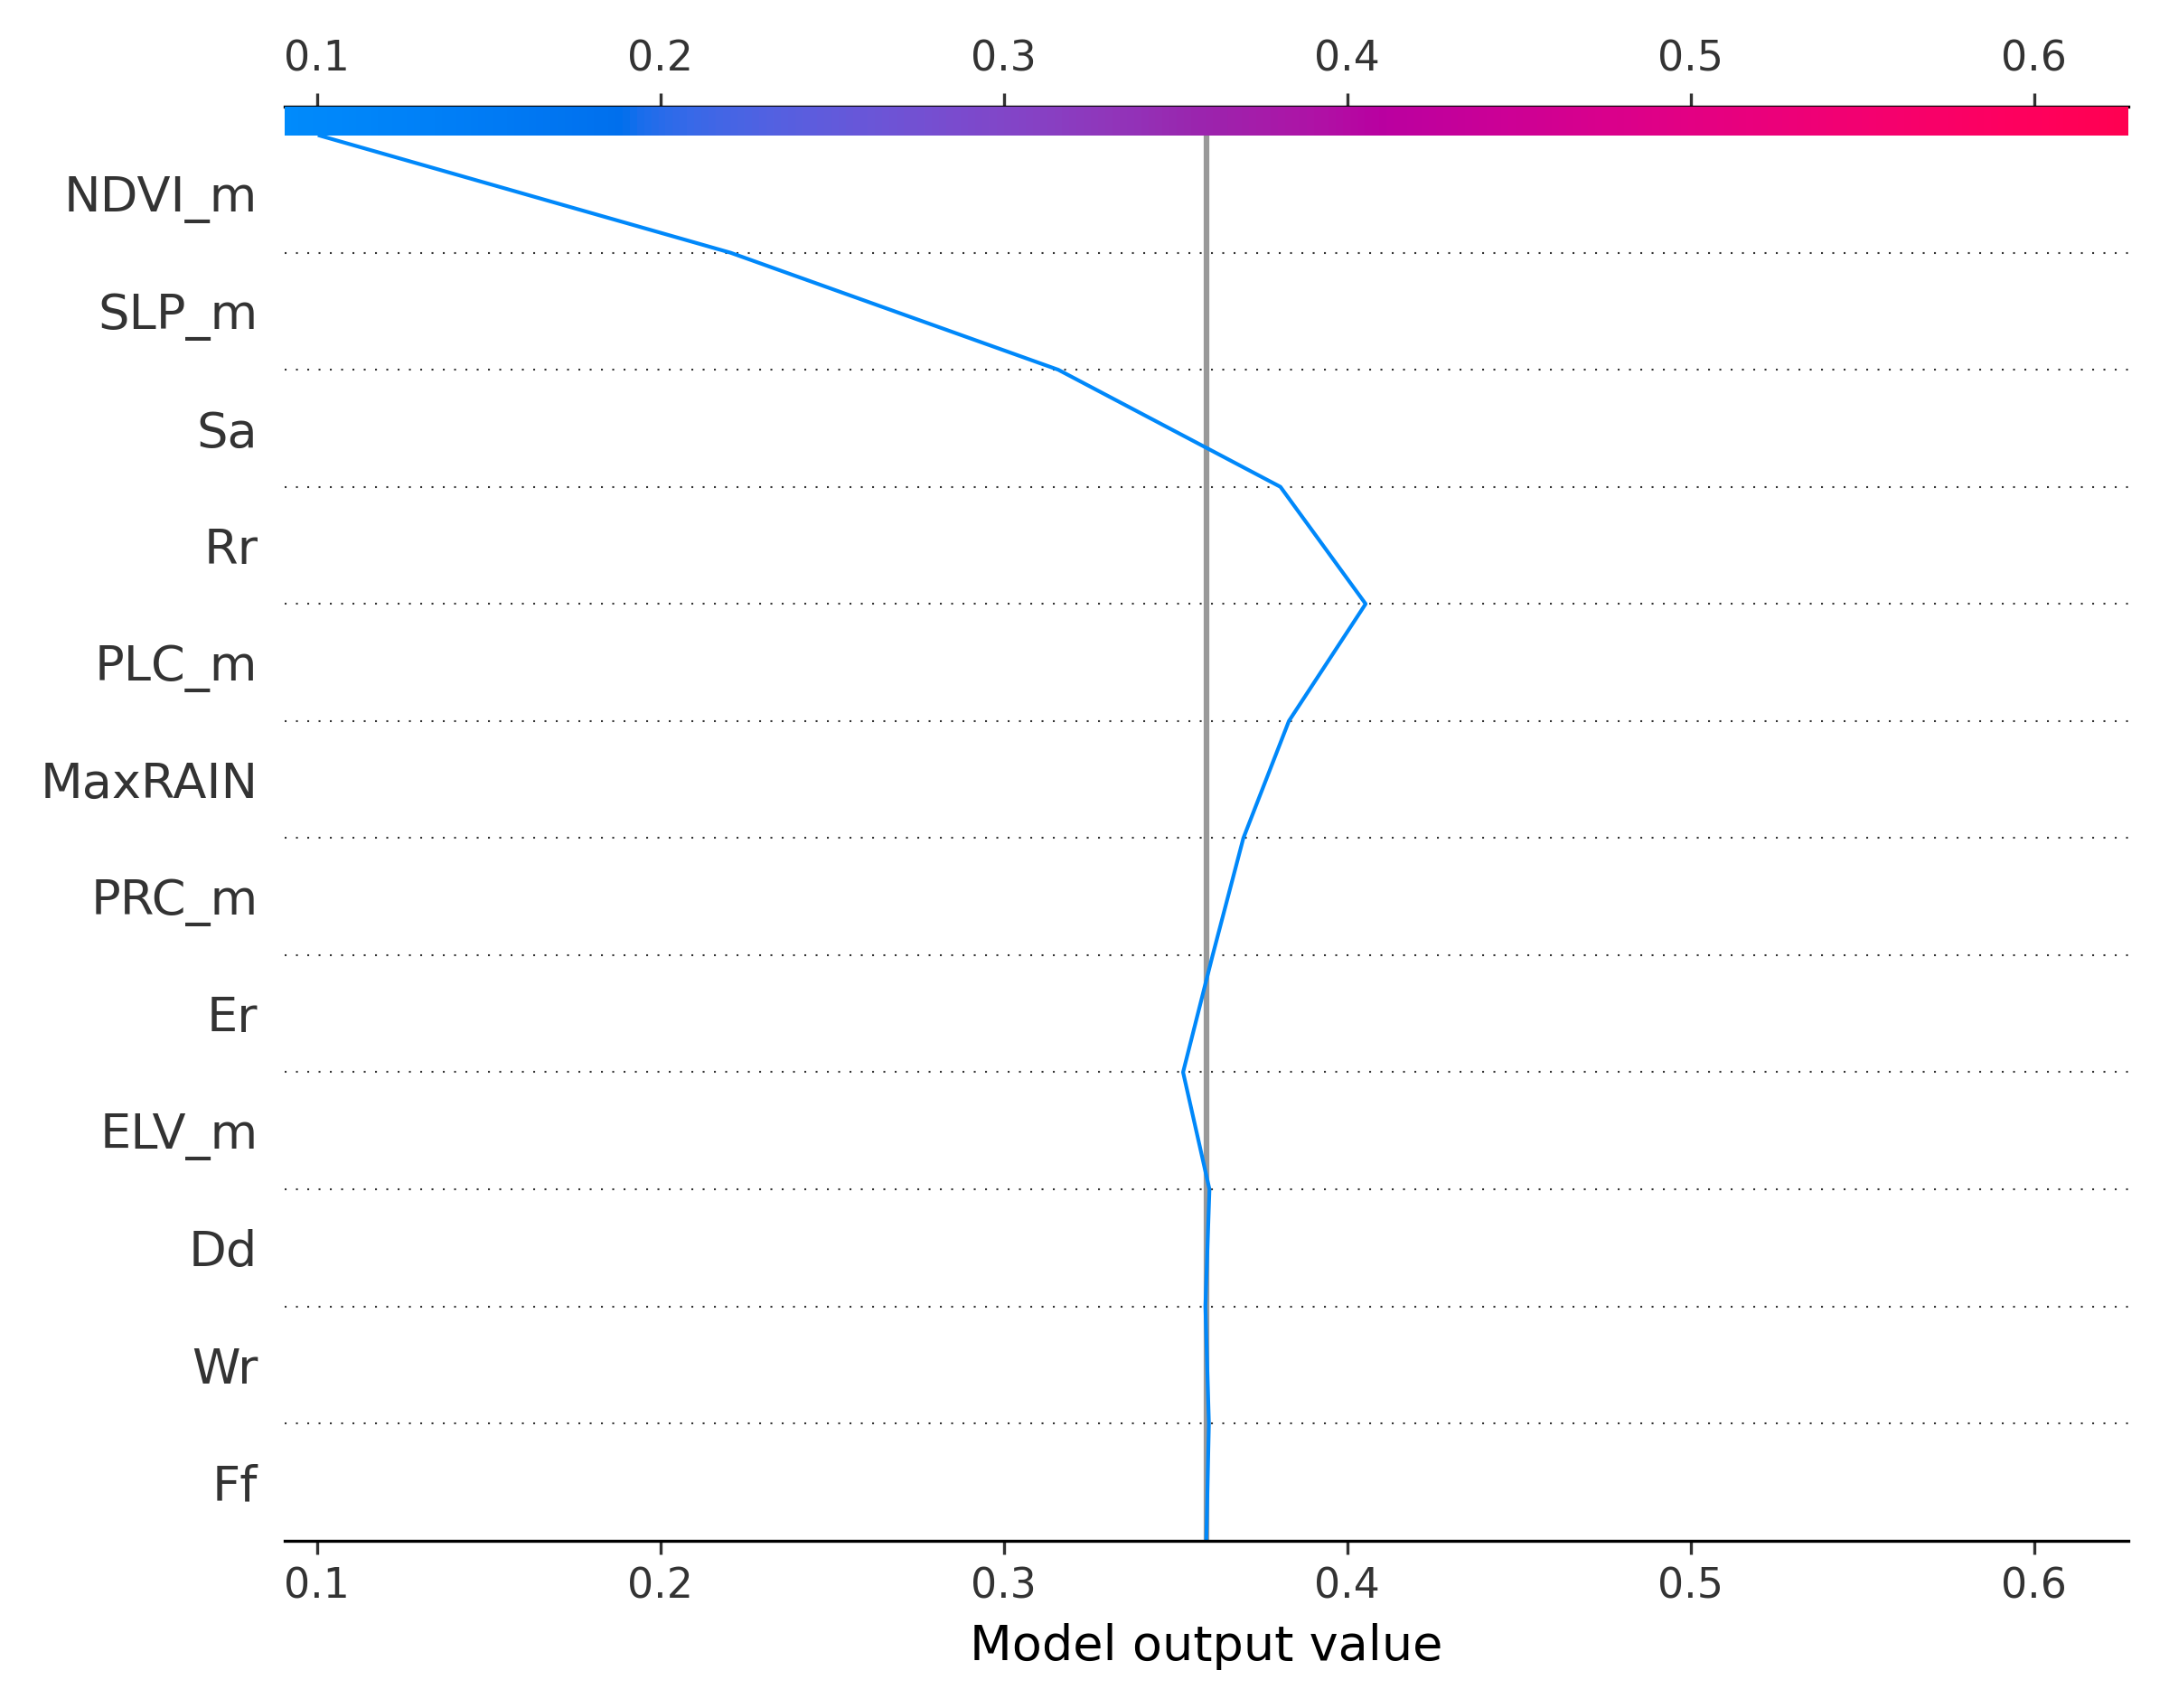 0.1 0.2 0.3 0.4 0.5 0.6
NDVI_m
SLP_m
Sa
Rr
PLC_m
MaxRAIN
PRC_m
Er
ELV_m
Dd
Wr
Ff
0.1 0.2 0.3 0.4 0.5 0.6
Model output value